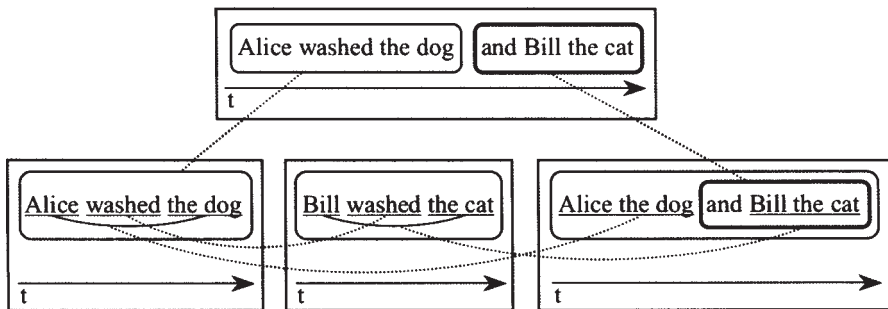 Alice washed the dog and Bill the cat
t
Alice washed the dog
t
Bill washed the cat
t
Alice the dog and Bill the cat
t